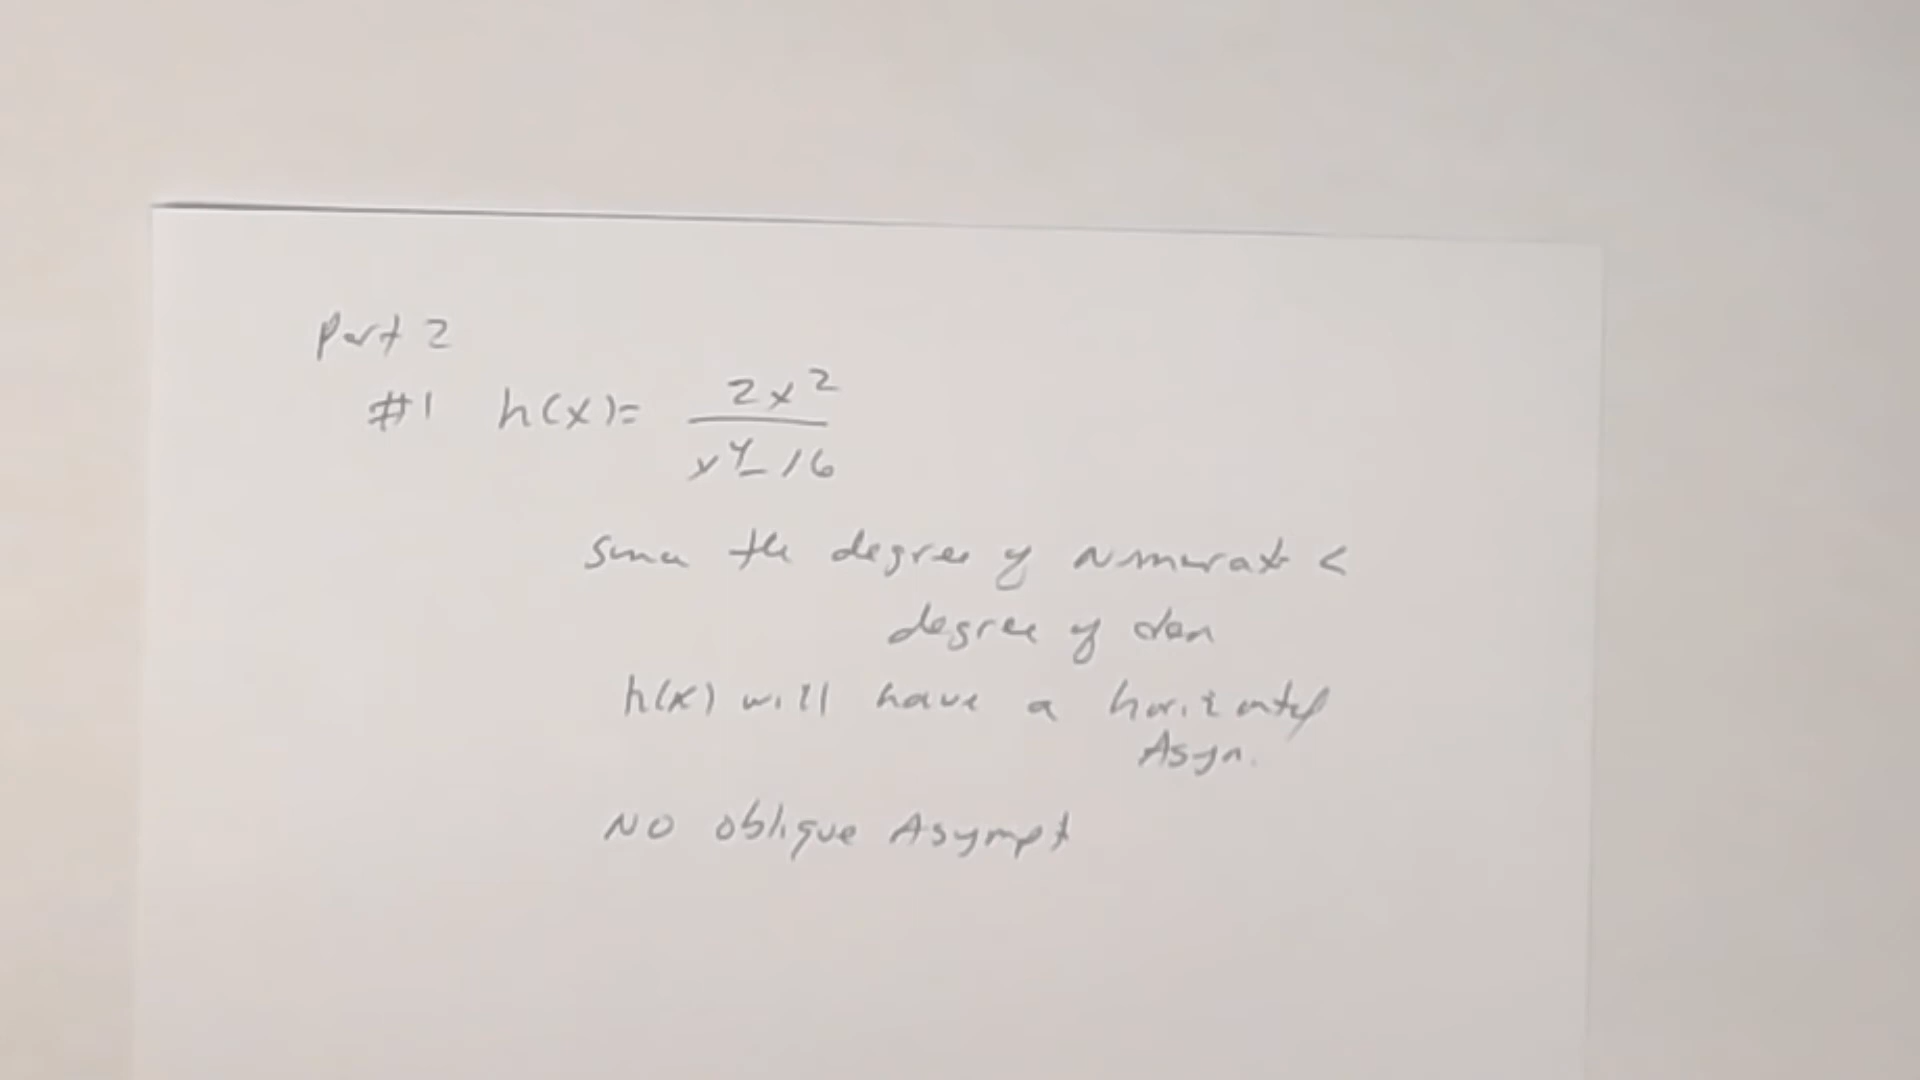 Part 2
#1 h(x)= 2x²
x⁴-16
Since the degree of numerat <
degree of den
h(x) will have a horizontal
Asym.
NO oblique Asympt